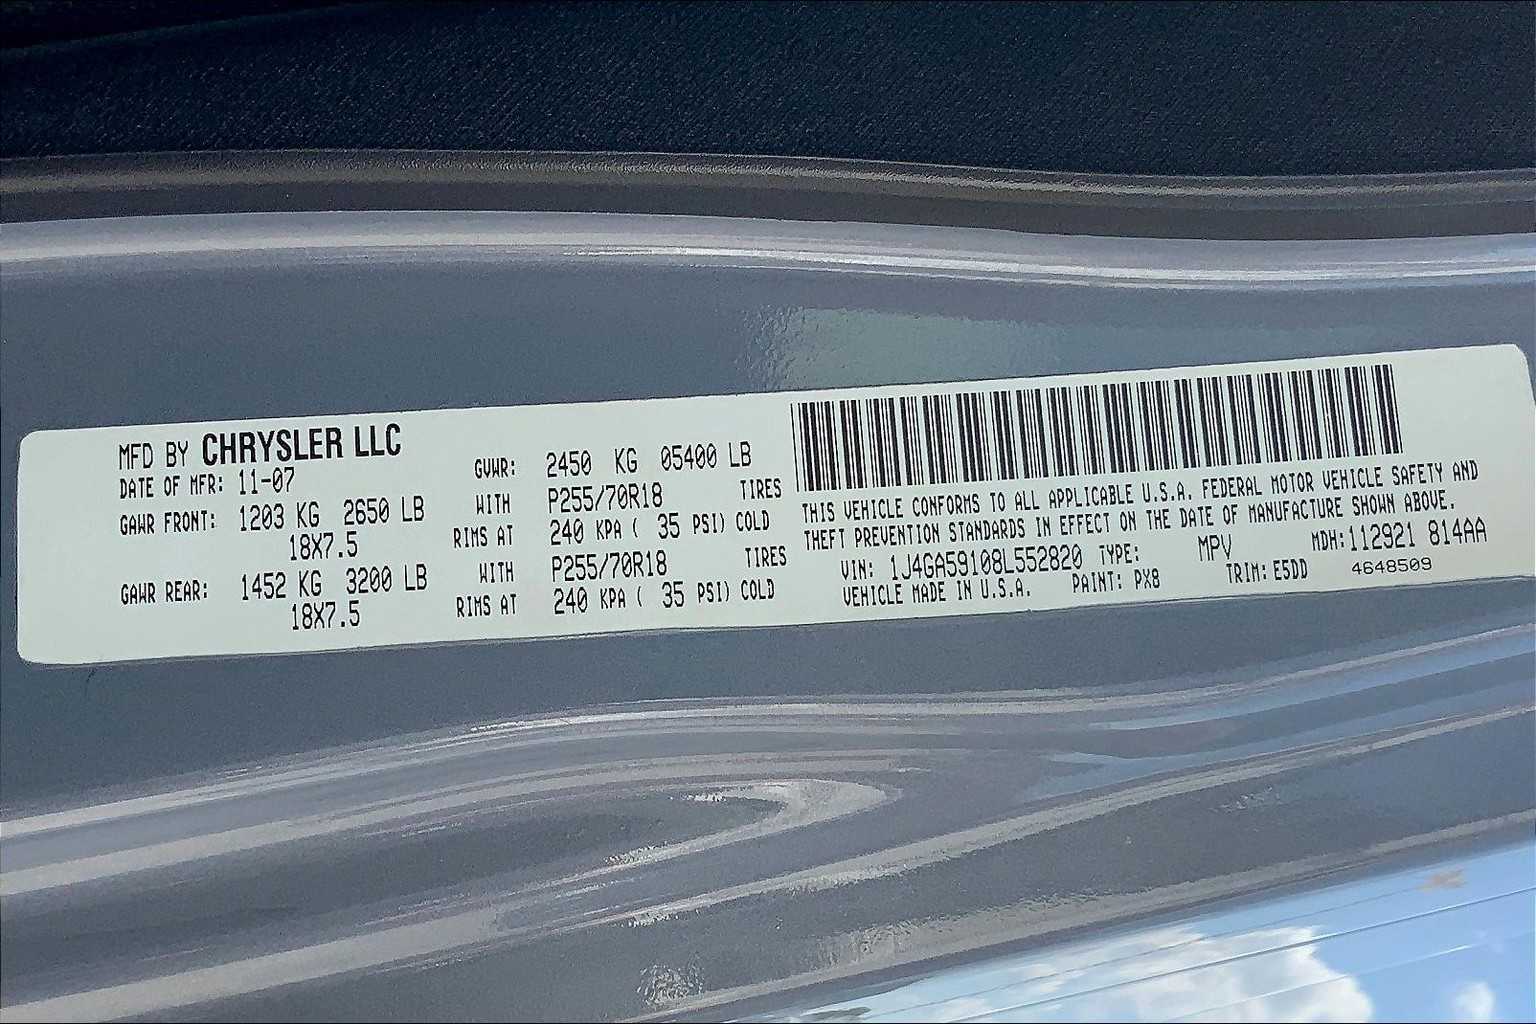 MFD BY CHRYSLER LLC
DATE OF MFR: 11-07
GVWR: 2450 KG 05400 LB
GAWR FRONT: 1203 KG 2650 LB WITH P255/70R18 TIRES
18X7.5 RIMS AT 240 KPA ( 35 PSI) COLD
GAWR REAR: 1452 KG 3200 LB WITH P255/70R18 TIRES
18X7.5 RIMS AT 240 KPA ( 35 PSI) COLD
THIS VEHICLE CONFORMS TO ALL APPLICABLE U.S.A. FEDERAL MOTOR VEHICLE SAFETY AND
THEFT PREVENTION STANDARDS IN EFFECT ON THE DATE OF MANUFACTURE SHOWN ABOVE.
VIN: 1J4GA59108L552820 TYPE: MPV MDH:112921 814AA
VEHICLE MADE IN U.S.A. PAINT: PX8 TRIM: E5DD 4648509